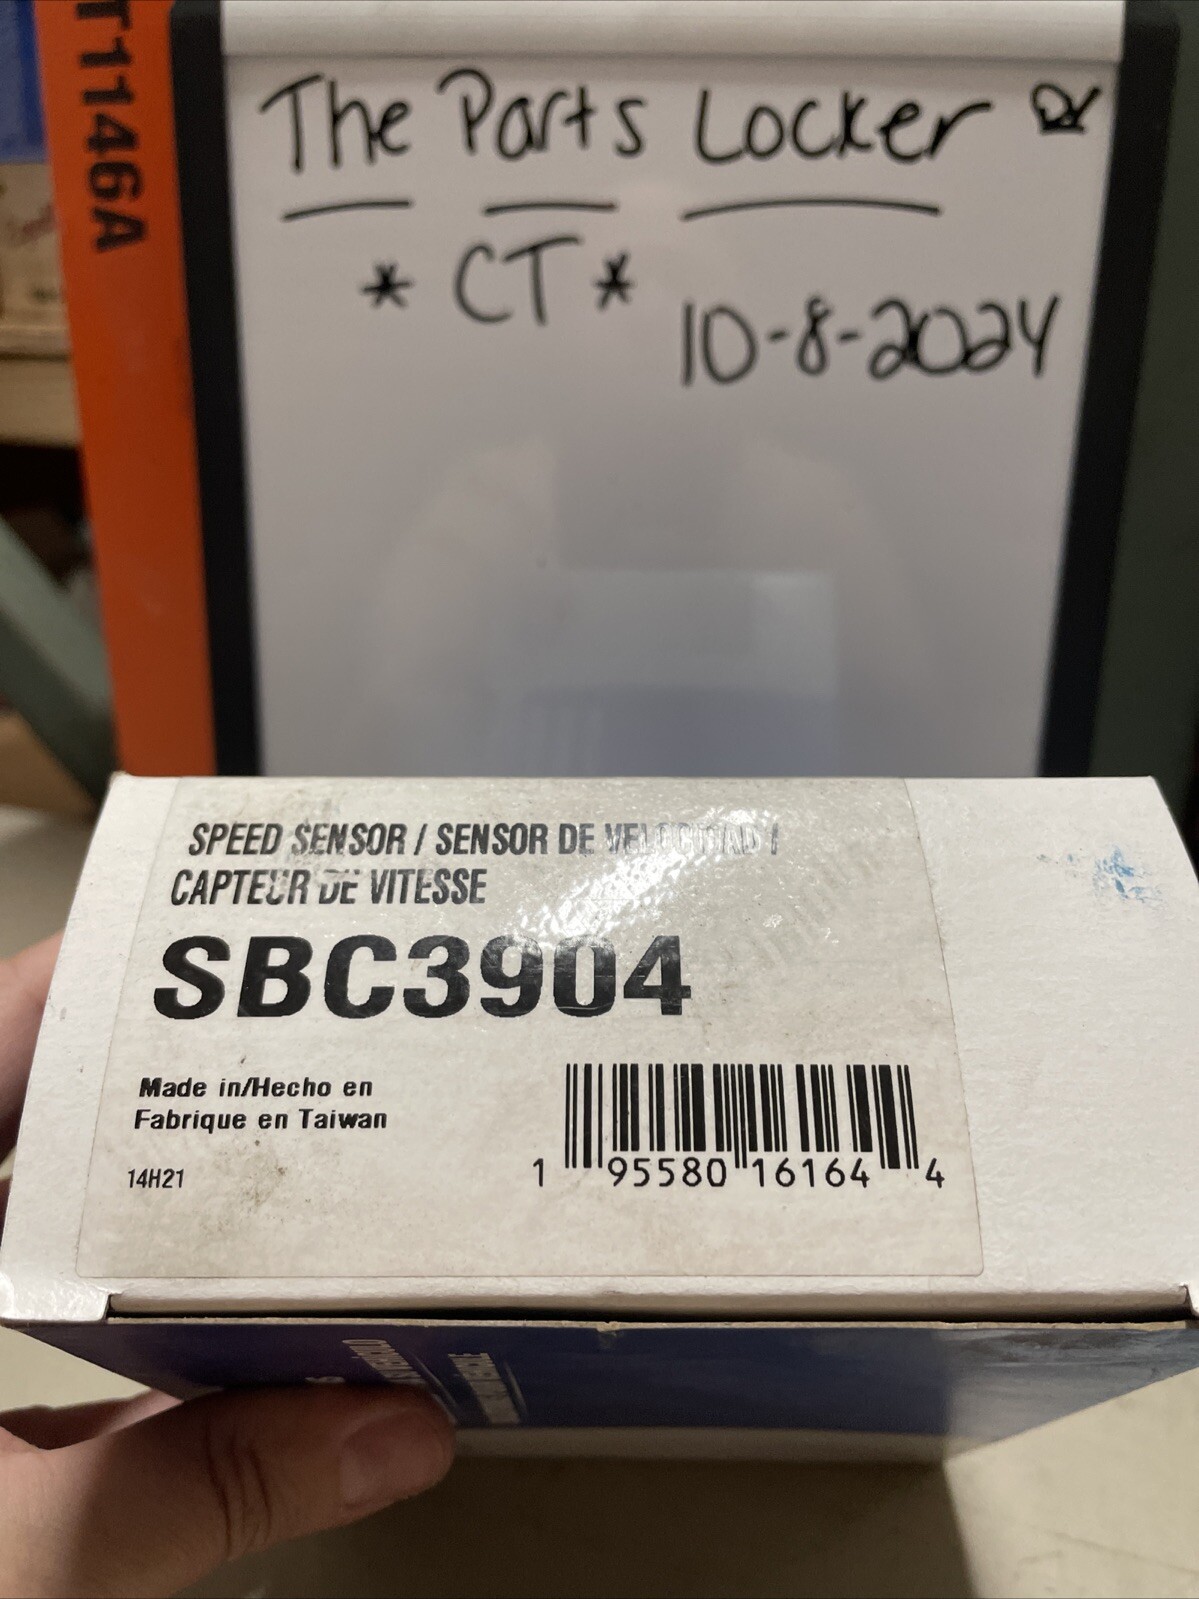 T1146A
The Parts Locker
* CT *
10-8-2024
SPEED SENSOR / SENSOR DE VELOCIDAD /
CAPTEUR DE VITESSE
SBC3904
Made in/Hecho en
Fabrique en Taiwan
14H21
1 95580 16164 4